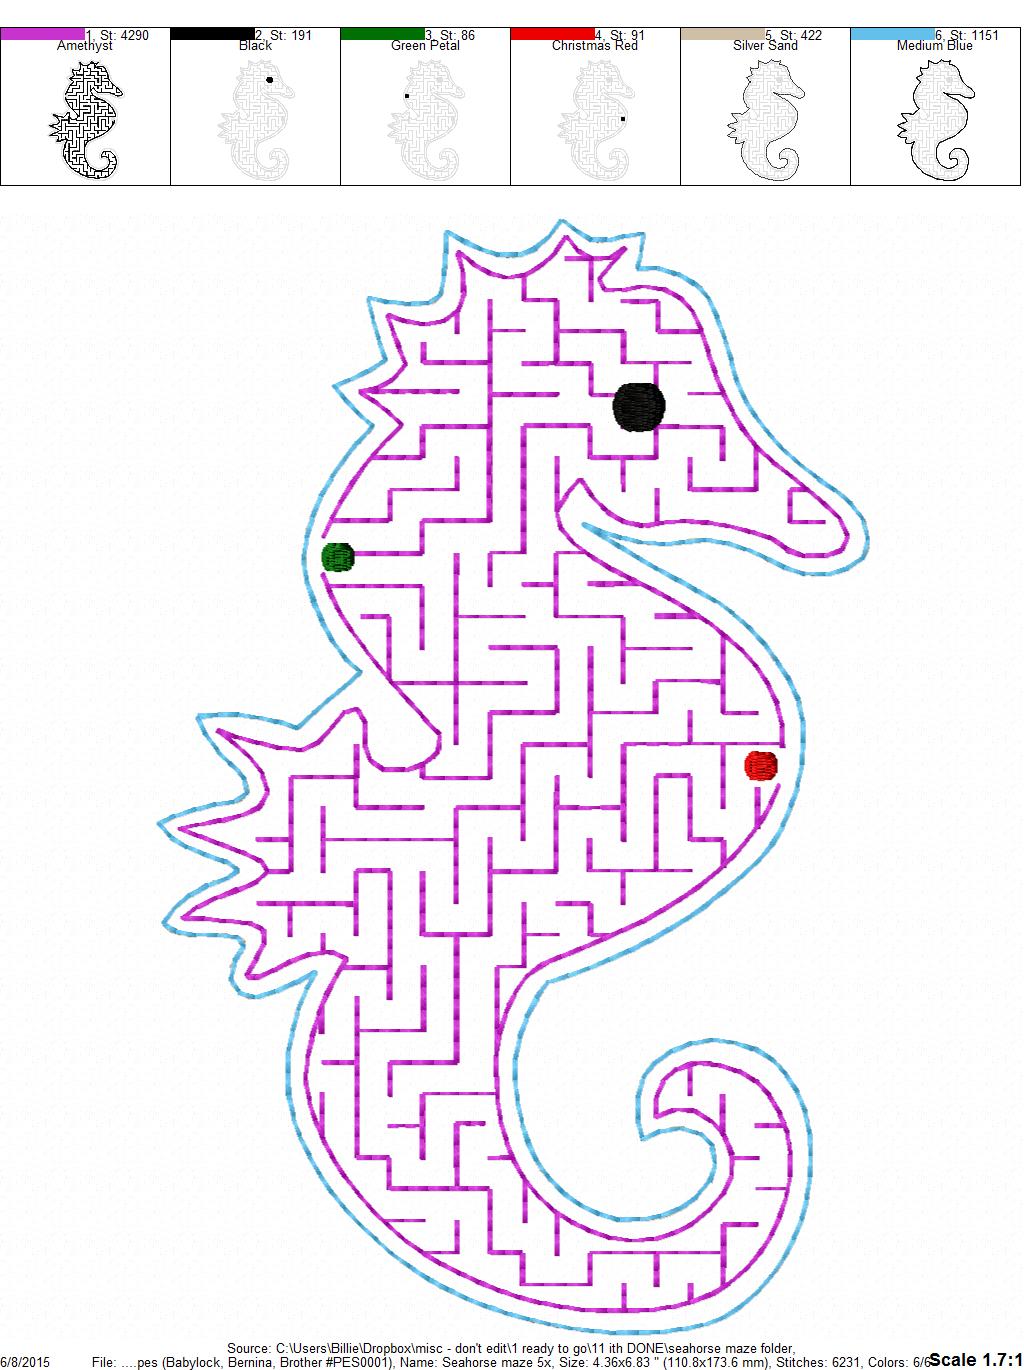 1, St: 4290
Amethyst
2, St: 191
Black
3, St: 86
Green Petal
4, St: 91
Christmas Red
5, St: 422
Silver Sand
6, St: 1151
Medium Blue
Source: C:\Users\Billie\Dropbox\misc - don't edit\1 ready to go\11 ith DONE\seahorse maze folder,
6/8/2015 File: ....pes (Babylock, Bernina, Brother #PES0001), Name: Seahorse maze 5x, Size: 4.36x6.83 " (110.8x173.6 mm), Stitches: 6231, Colors: 6/6 Scale 1.7:1